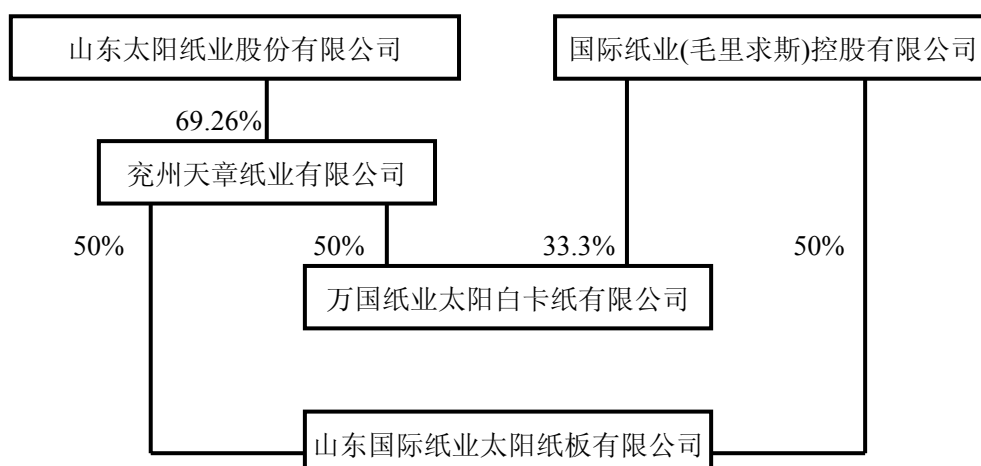 山东太阳纸业股份有限公司
国际纸业(毛里求斯)控股有限公司
69.26%
兖州天章纸业有限公司
50%
50%
33.3%
50%
万国纸业太阳白卡纸有限公司
山东国际纸业太阳纸板有限公司